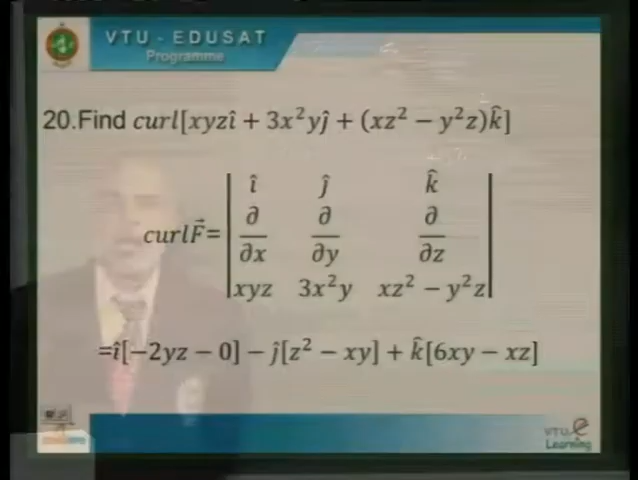 VTU - EDUSAT
Programme
20.Find curl[xyzî + 3x²yĵ + (xz² − y²z)k̂]
î ĵ k̂
∂ ∂ ∂
curlF⃗=
∂x ∂y ∂z
xyz 3x²y xz² − y²z
=î[−2yz − 0] − ĵ[z² − xy] + k̂[6xy − xz]
VTU e
Learning